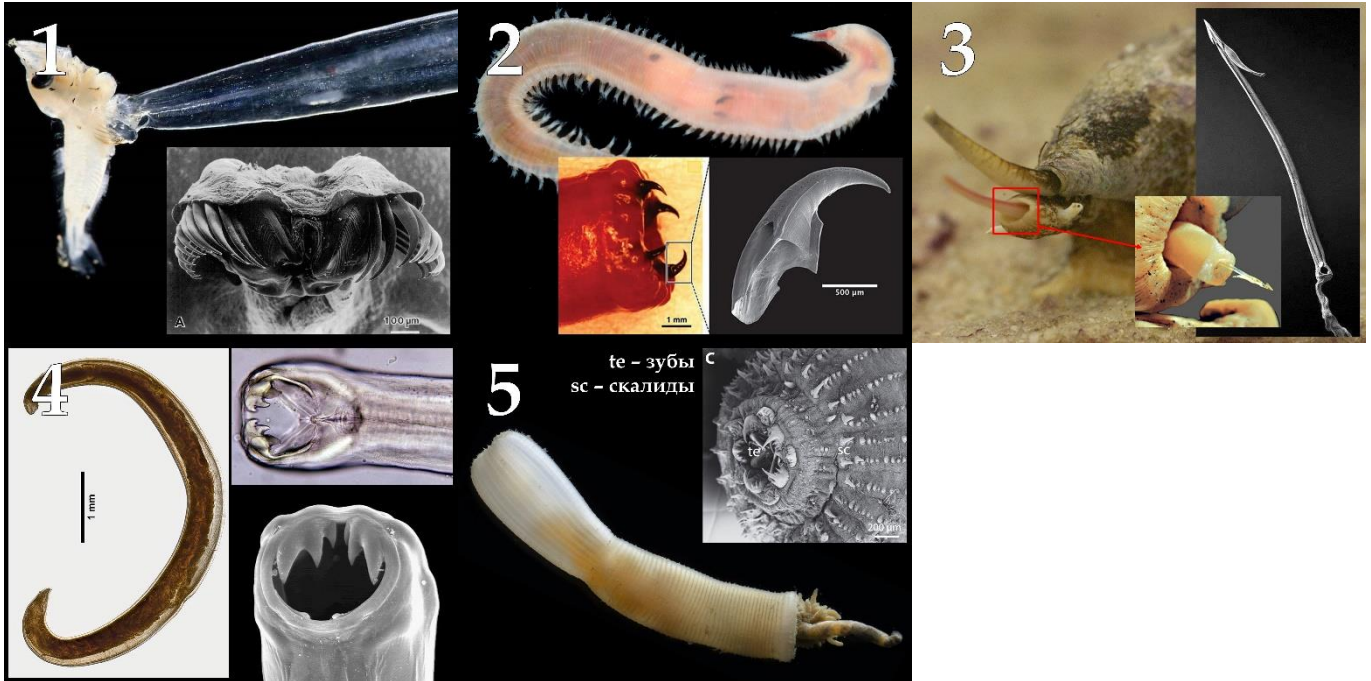 1
2
3
A
100 µm
1 mm
500 µm
4
1 mm
5
te – зубы
sc – скалиды
C
te
sc
200 µm